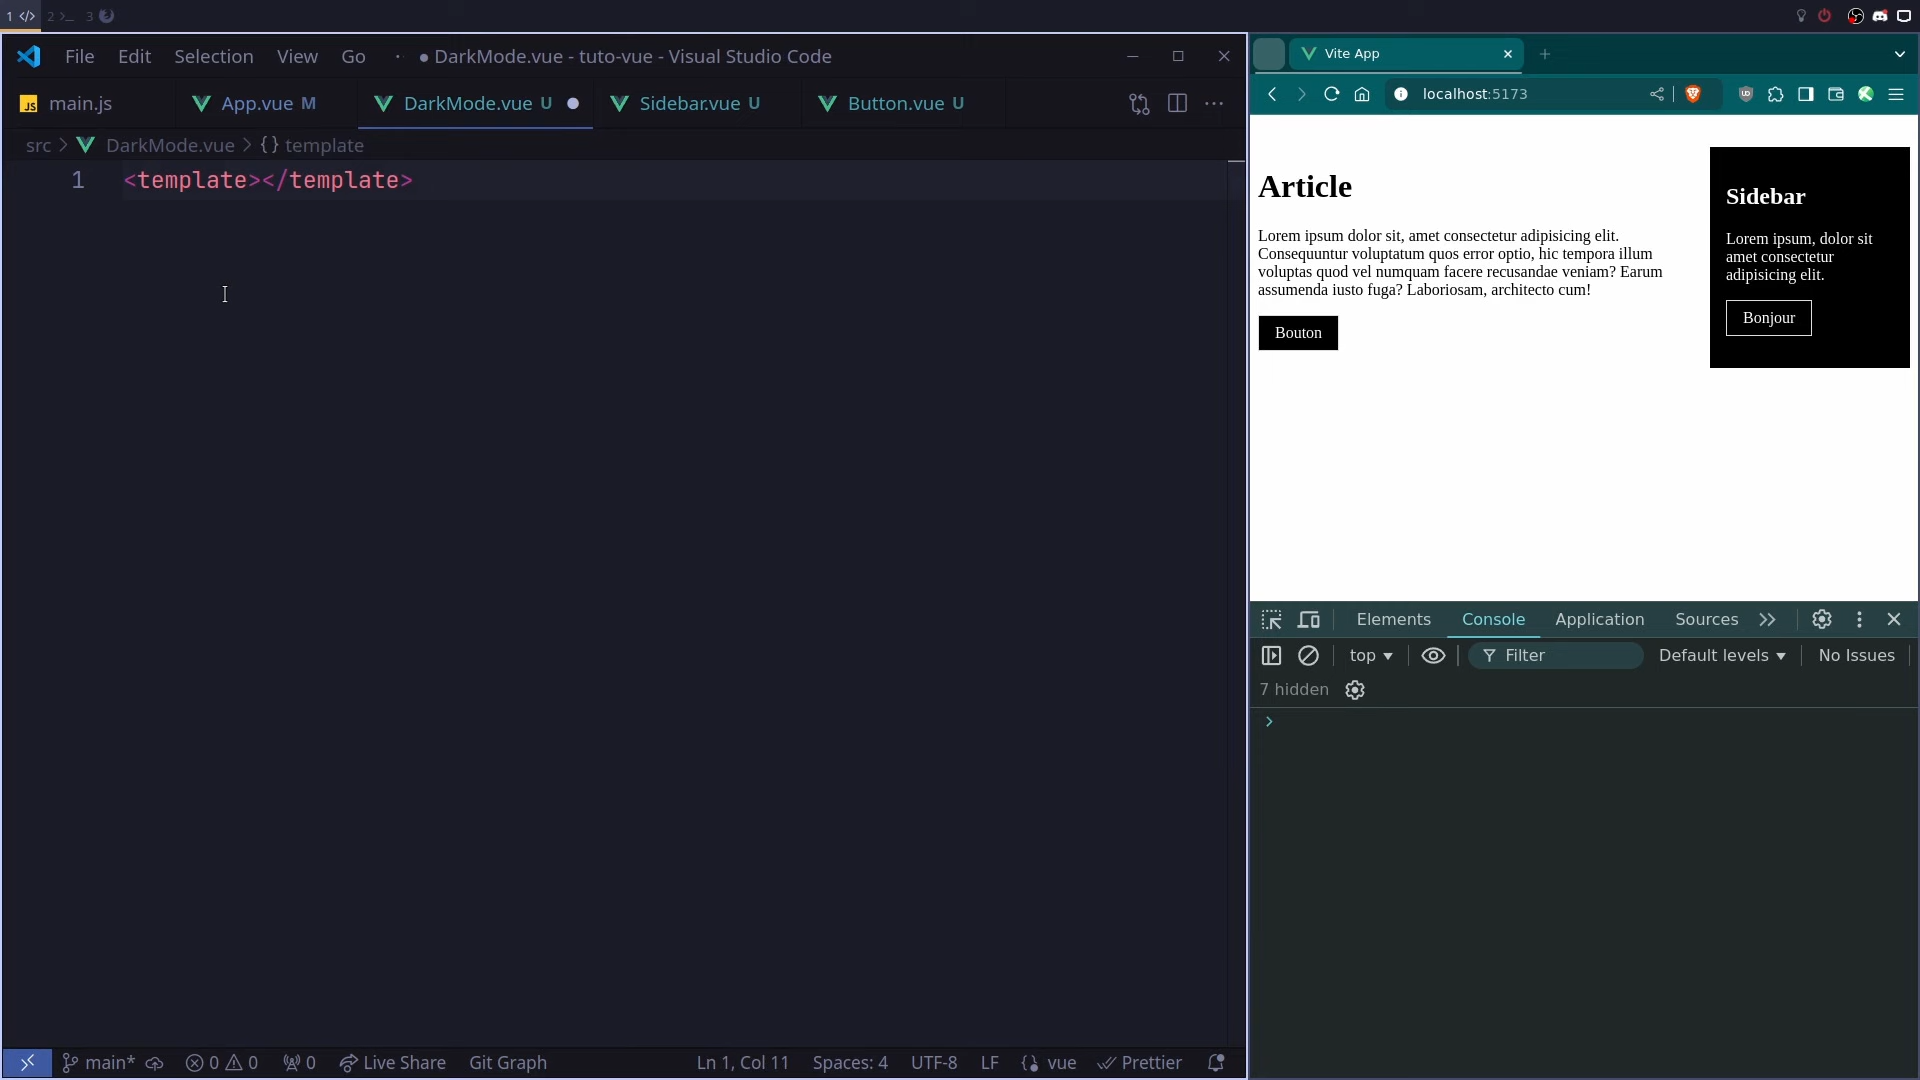 1 </> 2 >_ 3
File Edit Selection View Go · ● DarkMode.vue - tuto-vue - Visual Studio Code
JS main.js App.vue M DarkMode.vue U ● Sidebar.vue U Button.vue U ···
src > DarkMode.vue > {} template
1 <template></template>
main* 0 0 0 Live Share Git Graph Ln 1, Col 11 Spaces: 4 UTF-8 LF {} vue Prettier
Vite App
localhost:5173
Article
Lorem ipsum dolor sit, amet consectetur adipisicing elit.
Consequuntur voluptatum quos error optio, hic tempora illum
voluptas quod vel numquam facere recusandae veniam? Earum
assumenda iusto fuga? Laboriosam, architecto cum!
Bouton
Sidebar
Lorem ipsum, dolor sit
amet consectetur
adipisicing elit.
Bonjour
Elements Console Application Sources
top Filter Default levels No Issues
7 hidden
>